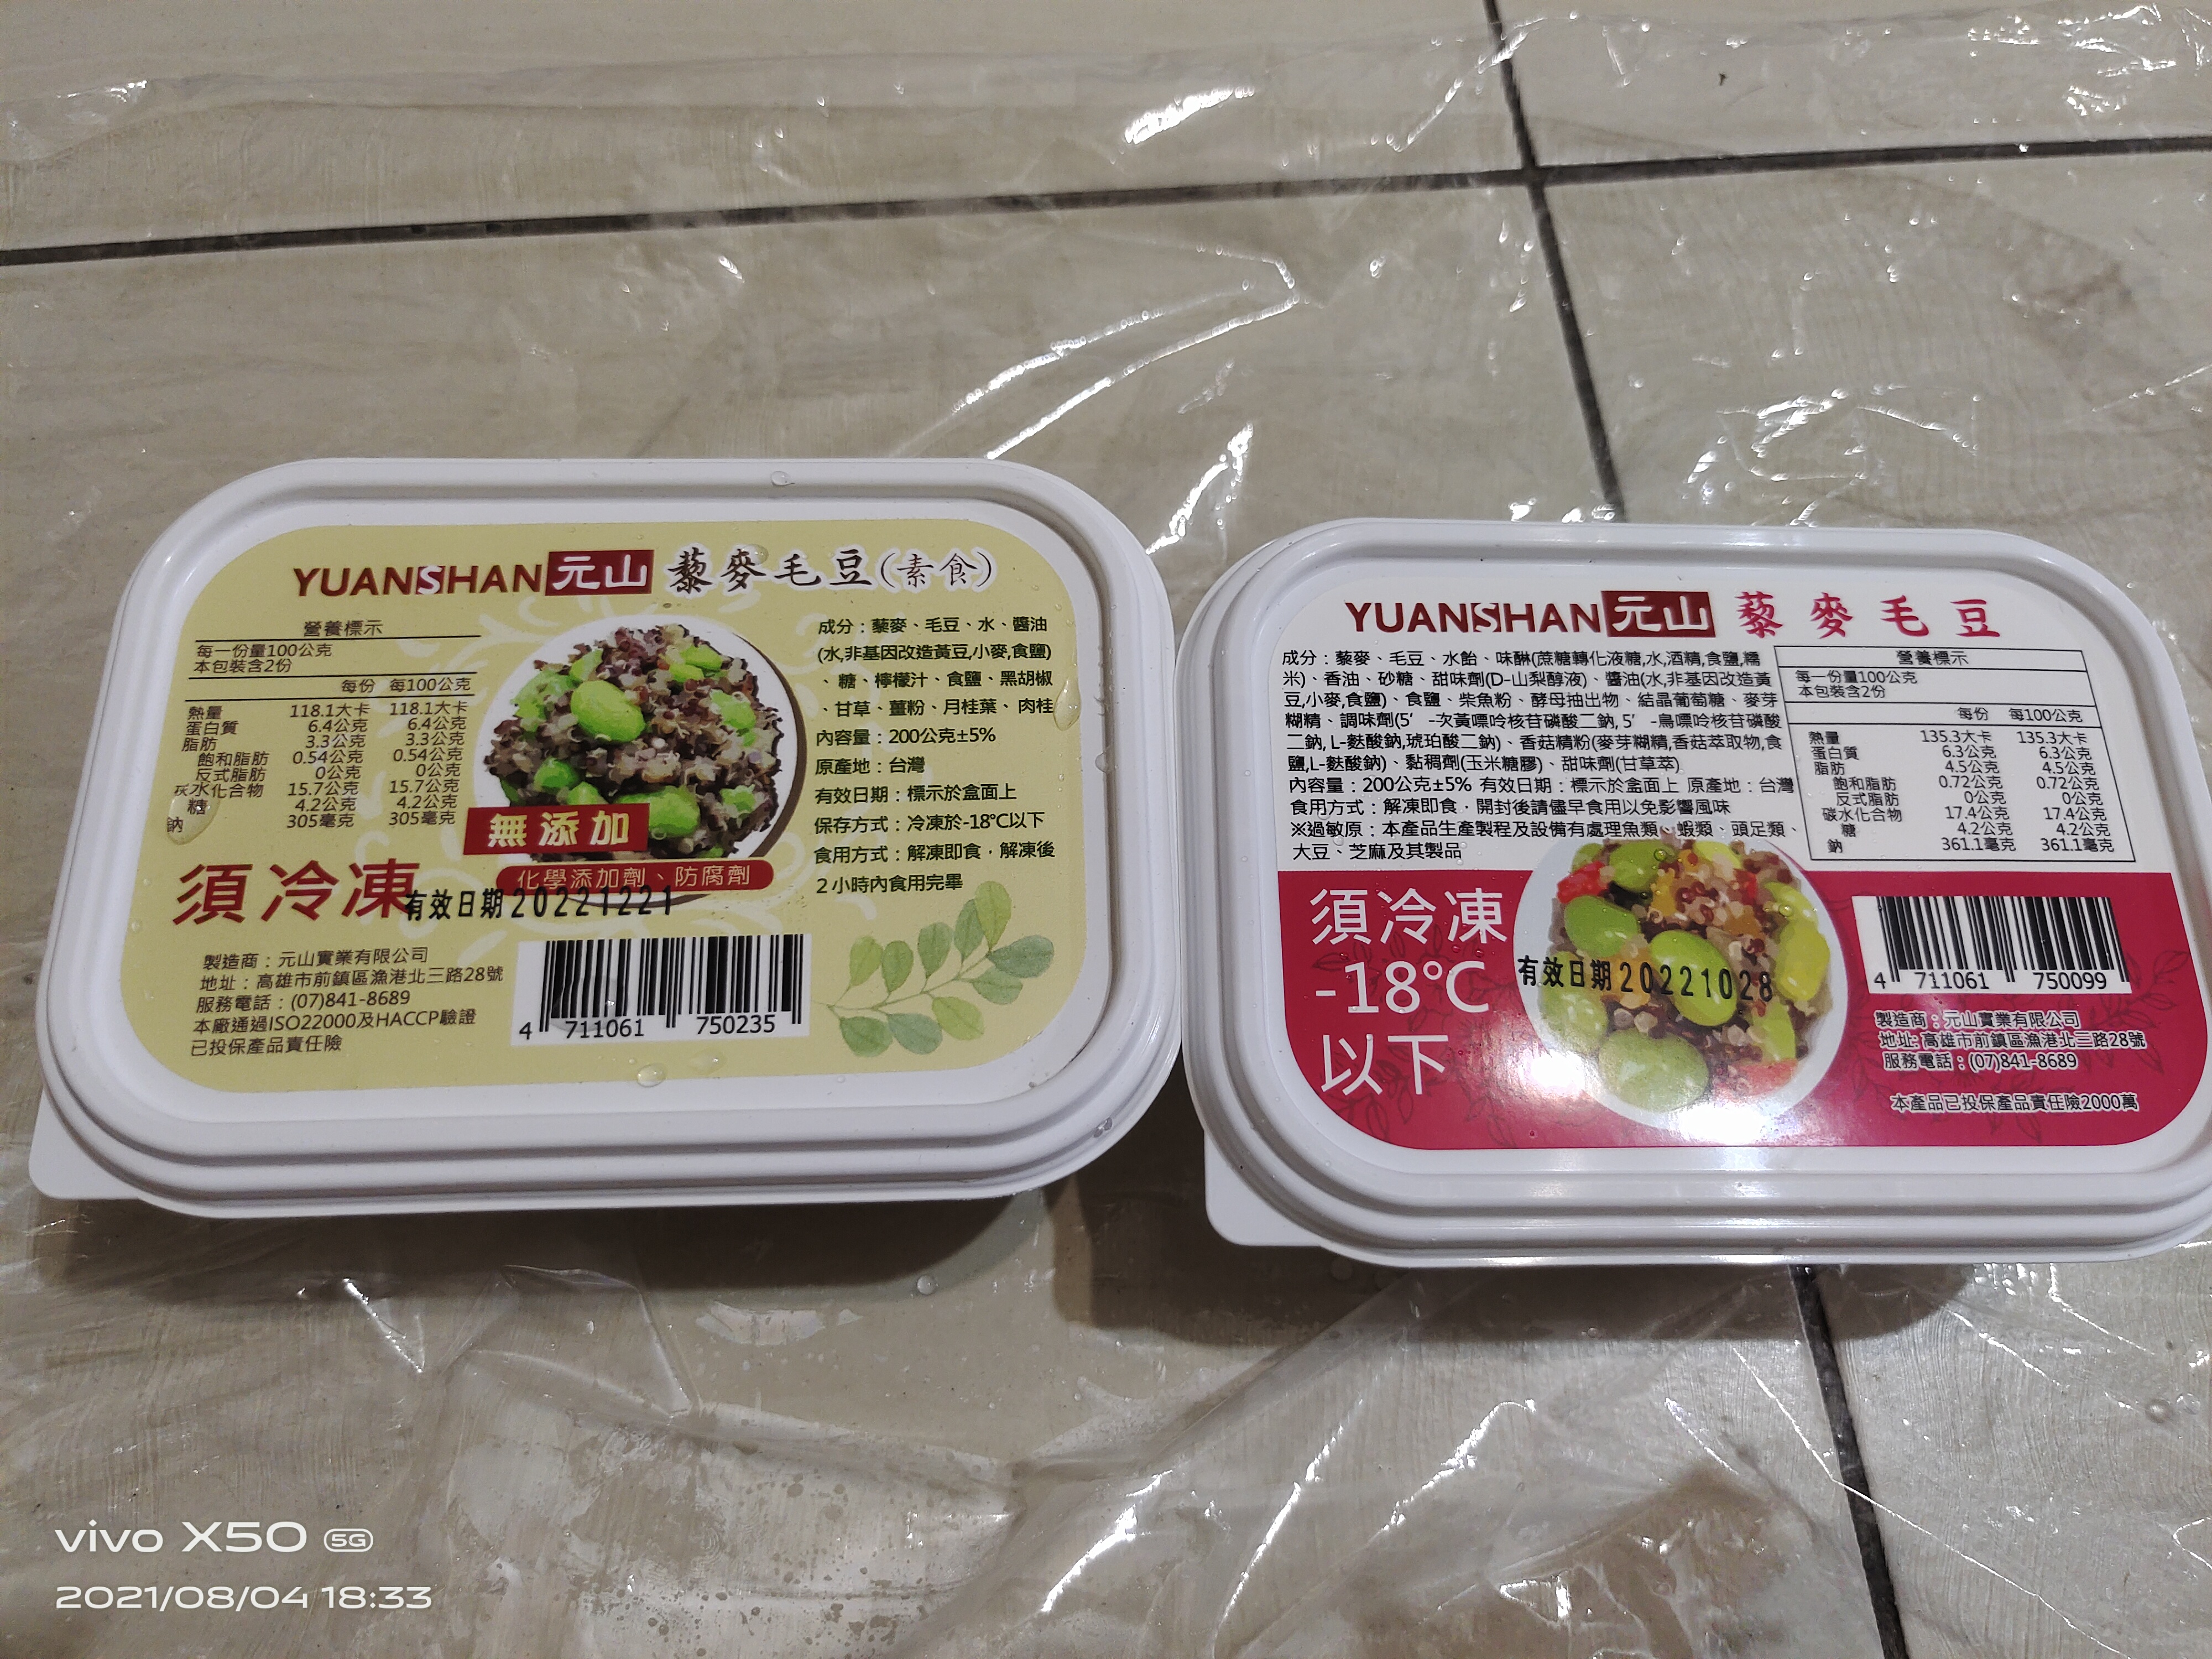 YUANSHAN元山 藜麥毛豆(素食)
營養標示
每一份量100公克
本包裝含2份
每份 每100公克
熱量 118.1大卡 118.1大卡
蛋白質 6.4公克 6.4公克
脂肪 3.3公克 3.3公克
飽和脂肪 0.54公克 0.54公克
反式脂肪 0公克 0公克
碳水化合物 15.7公克 15.7公克
糖 4.2公克 4.2公克
鈉 305毫克 305毫克
成分：藜麥、毛豆、水、醬油
(水,非基因改造黃豆,小麥,食鹽)
、糖、檸檬汁、食鹽、黑胡椒
、甘草、薑粉、月桂葉、肉桂
內容量：200公克±5%
原產地：台灣
有效日期：標示於盒面上
保存方式：冷凍於-18℃以下
食用方式：解凍即食，解凍後
2小時內食用完畢
無添加
化學添加劑、防腐劑
須冷凍
有效日期20221221
製造商：元山實業有限公司
地址：高雄市前鎮區漁港北三路28號
服務電話：(07)841-8689
本廠通過ISO22000及HACCP驗證
已投保產品責任險
4 711061 750235
YUANSHAN元山 藜麥毛豆
成分：藜麥、毛豆、水飴、味醂(蔗糖轉化液糖,水,酒精,食鹽,糯
米)、香油、砂糖、甜味劑(D-山梨醇液)、醬油(水,非基因改造黃
豆,小麥,食鹽)、食鹽、柴魚粉、酵母抽出物、結晶葡萄糖、麥芽
糊精、調味劑(5′-次黃嘌呤核苷磷酸二鈉, 5′-鳥嘌呤核苷磷酸
二鈉, L-麩酸鈉,琥珀酸二鈉)、香菇精粉(麥芽糊精,香菇萃取物,食
鹽,L-麩酸鈉)、黏稠劑(玉米糖膠)、甜味劑(甘草萃)
內容量：200公克±5% 有效日期：標示於盒面上 原產地：台灣
食用方式：解凍即食，開封後請儘早食用以免影響風味
※過敏原：本產品生產製程及設備有處理魚類、蝦類、頭足類、
大豆、芝麻及其製品
營養標示
每一份量100公克
本包裝含2份
每份 每100公克
熱量 135.3大卡 135.3大卡
蛋白質 6.3公克 6.3公克
脂肪 4.5公克 4.5公克
飽和脂肪 0.72公克 0.72公克
反式脂肪 0公克 0公克
碳水化合物 17.4公克 17.4公克
糖 4.2公克 4.2公克
鈉 361.1毫克 361.1毫克
須冷凍
-18℃
以下
有效日期20221028
4 711061 750099
製造商：元山實業有限公司
地址：高雄市前鎮區漁港北三路28號
服務電話：(07)841-8689
本產品已投保產品責任險2000萬
vivo X50 5G
2021/08/04 18:33